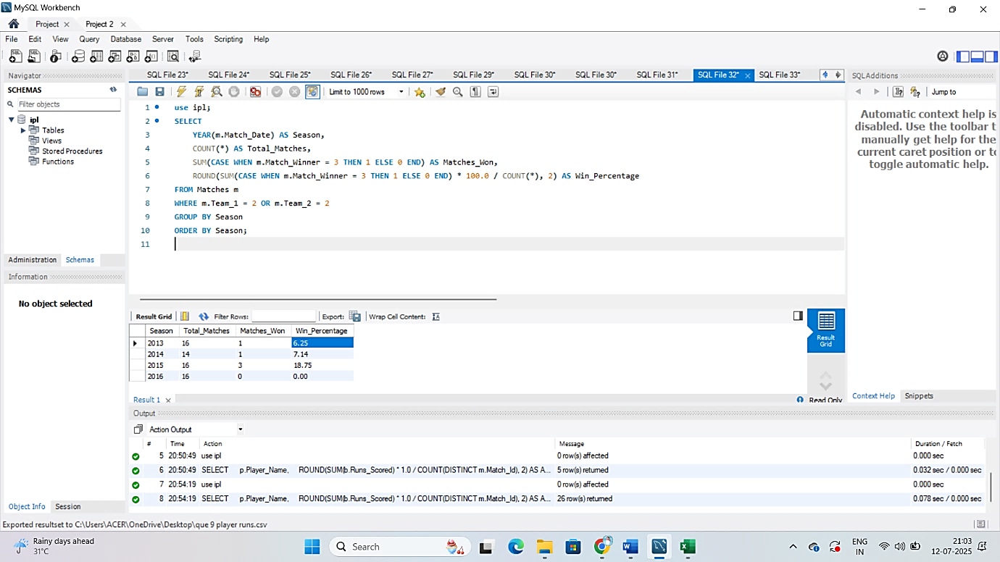 MySQL Workbench
Project
Project 2
File Edit View Query Database Server Tools Scripting Help
Navigator
SCHEMAS
Filter objects
ipl
Tables
Views
Stored Procedures
Functions
Administration Schemas
Information
No object selected
Object Info Session
SQL File 23* SQL File 24* SQL File 25* SQL File 26* SQL File 27* SQL File 29* SQL File 30* SQL File 30* SQL File 31* SQL File 32* SQL File 33*
Limit to 1000 rows
1 use ipl;
2 SELECT
3 YEAR(m.Match_Date) AS Season,
4 COUNT(*) AS Total_Matches,
5 SUM(CASE WHEN m.Match_Winner = 3 THEN 1 ELSE 0 END) AS Matches_Won,
6 ROUND(SUM(CASE WHEN m.Match_Winner = 3 THEN 1 ELSE 0 END) * 100.0 / COUNT(*), 2) AS Win_Percentage
7 FROM Matches m
8 WHERE m.Team_1 = 2 OR m.Team_2 = 2
9 GROUP BY Season
10 ORDER BY Season;
11
SQLAdditions
Jump to
Automatic context help is
disabled. Use the toolbar t
manually get help for the
current caret position or to
toggle automatic help.
Context Help Snippets
Result Grid Filter Rows: Export: Wrap Cell Content:
Season Total_Matches Matches_Won Win_Percentage
2013 16 1 6.25
2014 14 1 7.14
2015 16 3 18.75
2016 16 0 0.00
Result
Grid
Result 1
Read Only
Output
Action Output
# Time Action Message Duration / Fetch
5 20:50:49 use ipl 0 row(s) affected 0.000 sec
6 20:50:49 SELECT p.Player_Name, ROUND(SUM(b.Runs_Scored) * 1.0 / COUNT(DISTINCT m.Match_Id), 2) AS A... 5 row(s) returned 0.032 sec / 0.000 sec
7 20:54:19 use ipl 0 row(s) affected 0.000 sec
8 20:54:19 SELECT p.Player_Name, ROUND(SUM(b.Runs_Scored) * 1.0 / COUNT(DISTINCT m.Match_Id), 2) AS A... 26 row(s) returned 0.078 sec / 0.000 sec
Exported resultset to C:\Users\ACER\OneDrive\Desktop\que 9 player runs.csv
Rainy days ahead
31°C
Search
ENG
IN
21:03
12-07-2025